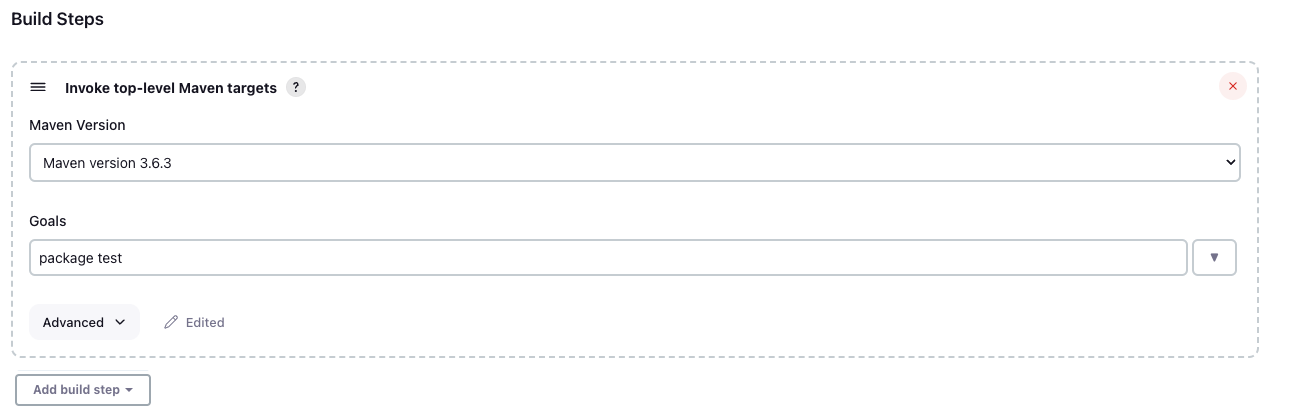 Build Steps
Invoke top-level Maven targets ?
Maven Version
Maven version 3.6.3
Goals
package test
Advanced
Edited
Add build step